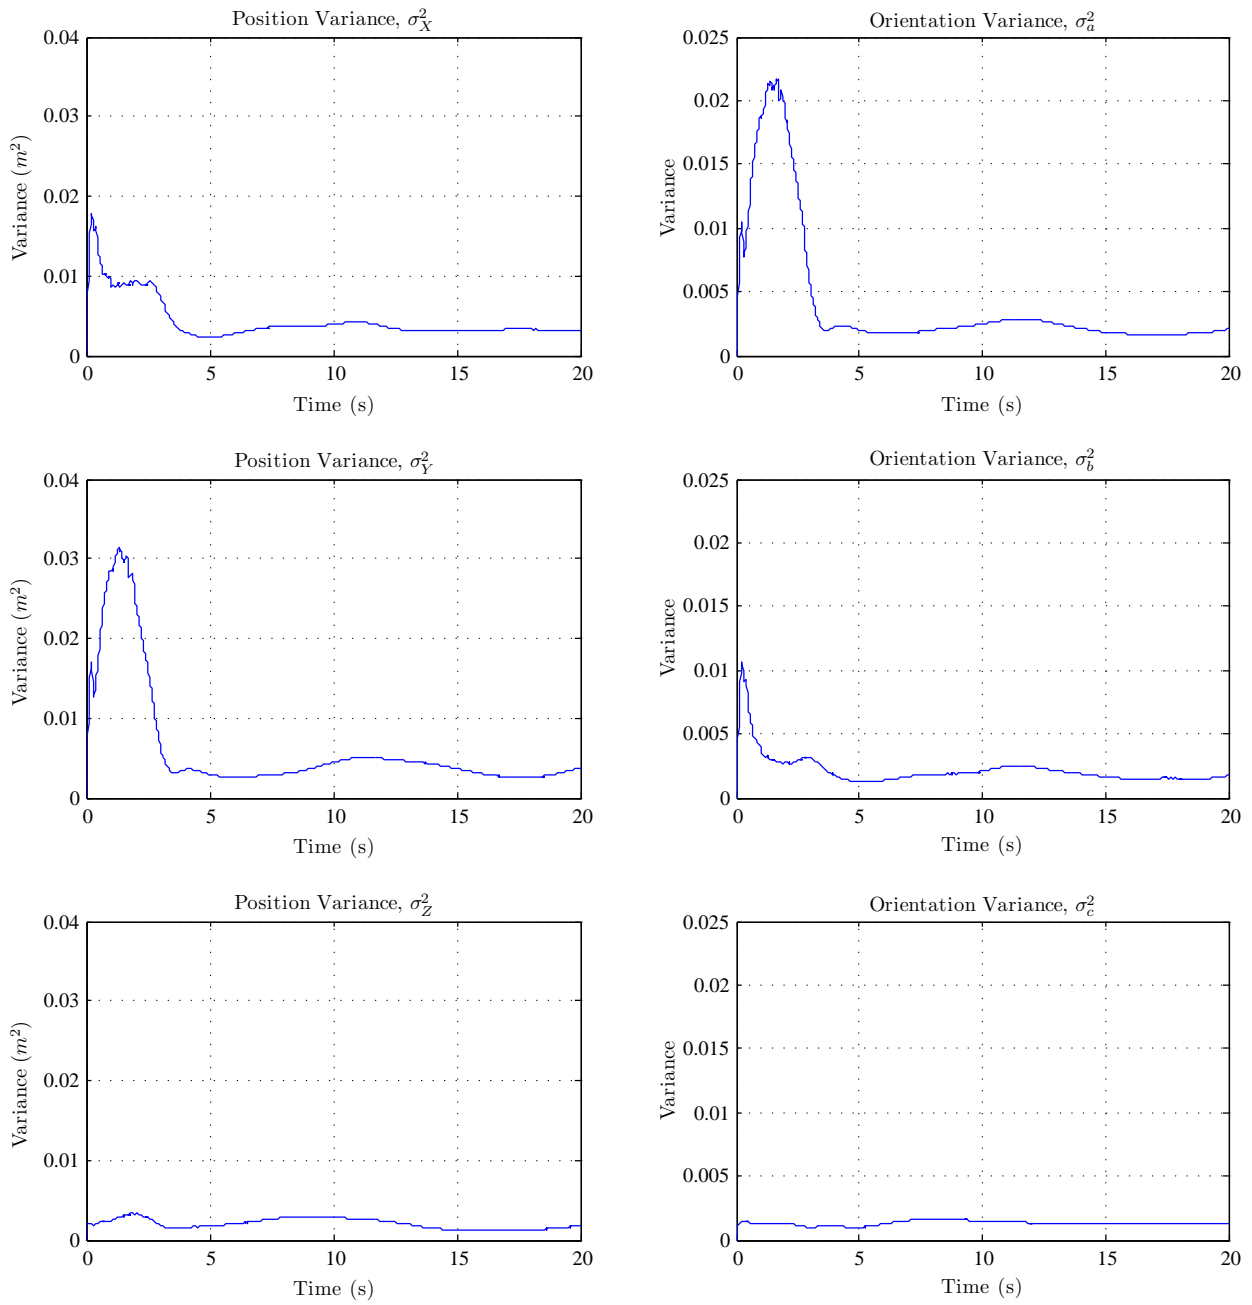 Position Variance, σ²_X
0.04
0.03
0.02
0.01
0
Variance (m²)
0 5 10 15 20
Time (s)
Orientation Variance, σ²_a
0.025
0.02
0.015
0.01
0.005
0
Variance
0 5 10 15 20
Time (s)
Position Variance, σ²_Y
0.04
0.03
0.02
0.01
0
Variance (m²)
0 5 10 15 20
Time (s)
Orientation Variance, σ²_b
0.025
0.02
0.015
0.01
0.005
0
Variance
0 5 10 15 20
Time (s)
Position Variance, σ²_Z
0.04
0.03
0.02
0.01
0
Variance (m²)
0 5 10 15 20
Time (s)
Orientation Variance, σ²_c
0.025
0.02
0.015
0.01
0.005
0
Variance
0 5 10 15 20
Time (s)